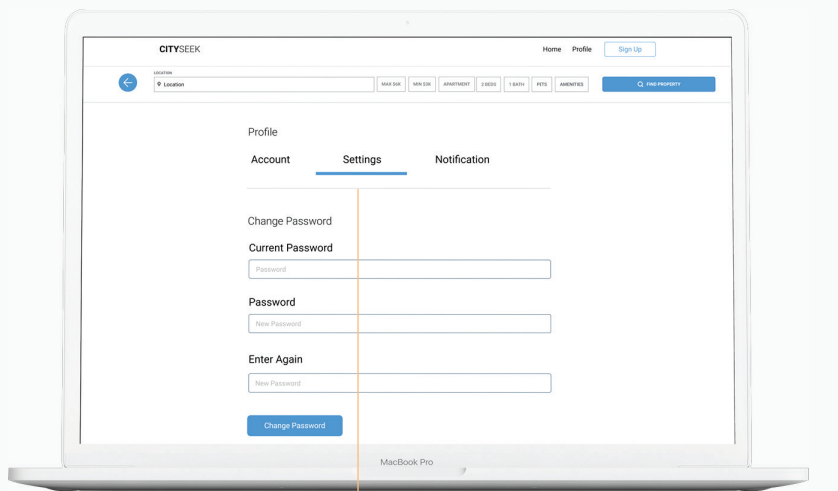 CITYSEEK Home Profile Sign Up
LOCATION
Location MAX $6K MIN $3K APARTMENT 2 BEDS 1 BATH PETS AMENITIES FIND PROPERTY
Profile
Account Settings Notification
Change Password
Current Password
Password
Password
New Password
Enter Again
New Password
Change Password
MacBook Pro